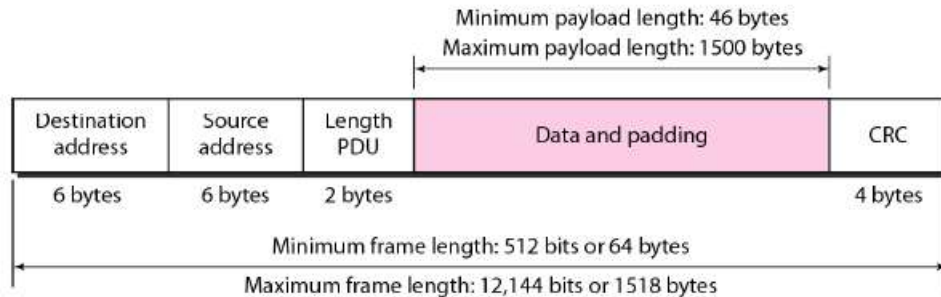 Minimum payload length: 46 bytes
Maximum payload length: 1500 bytes
Destination address
Source address
Length PDU
Data and padding
CRC
6 bytes
6 bytes
2 bytes
4 bytes
Minimum frame length: 512 bits or 64 bytes
Maximum frame length: 12,144 bits or 1518 bytes